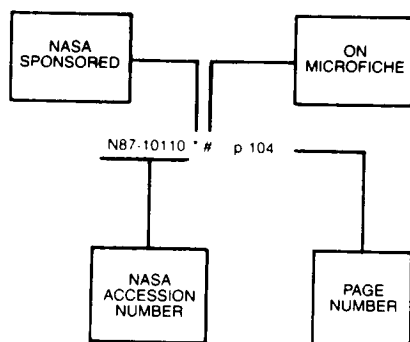 NASA
SPONSORED
ON
MICROFICHE
N87-10110 * # p 104
NASA
ACCESSION
NUMBER
PAGE
NUMBER